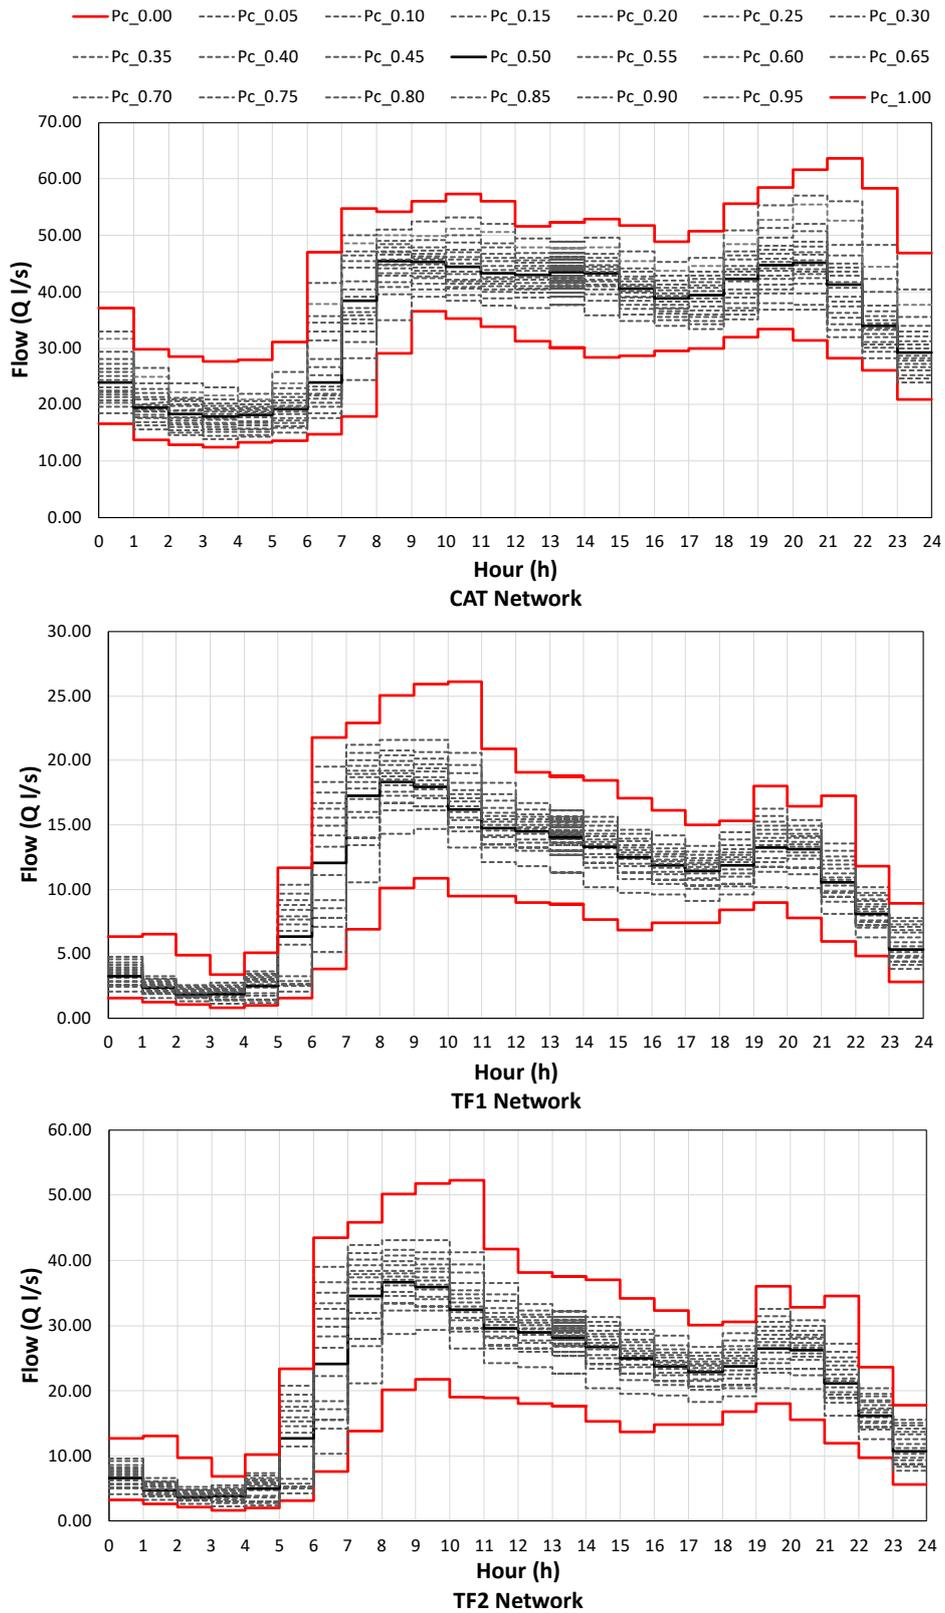 Pc_0.00 Pc_0.05 Pc_0.10 Pc_0.15 Pc_0.20 Pc_0.25 Pc_0.30
Pc_0.35 Pc_0.40 Pc_0.45 Pc_0.50 Pc_0.55 Pc_0.60 Pc_0.65
Pc_0.70 Pc_0.75 Pc_0.80 Pc_0.85 Pc_0.90 Pc_0.95 Pc_1.00
70.00
60.00
50.00
40.00
30.00
20.00
10.00
0.00
Flow (Q l/s)
0 1 2 3 4 5 6 7 8 9 10 11 12 13 14 15 16 17 18 19 20 21 22 23 24
Hour (h)
CAT Network
30.00
25.00
20.00
15.00
10.00
5.00
0.00
Flow (Q l/s)
0 1 2 3 4 5 6 7 8 9 10 11 12 13 14 15 16 17 18 19 20 21 22 23 24
Hour (h)
TF1 Network
60.00
50.00
40.00
30.00
20.00
10.00
0.00
Flow (Q l/s)
0 1 2 3 4 5 6 7 8 9 10 11 12 13 14 15 16 17 18 19 20 21 22 23 24
Hour (h)
TF2 Network